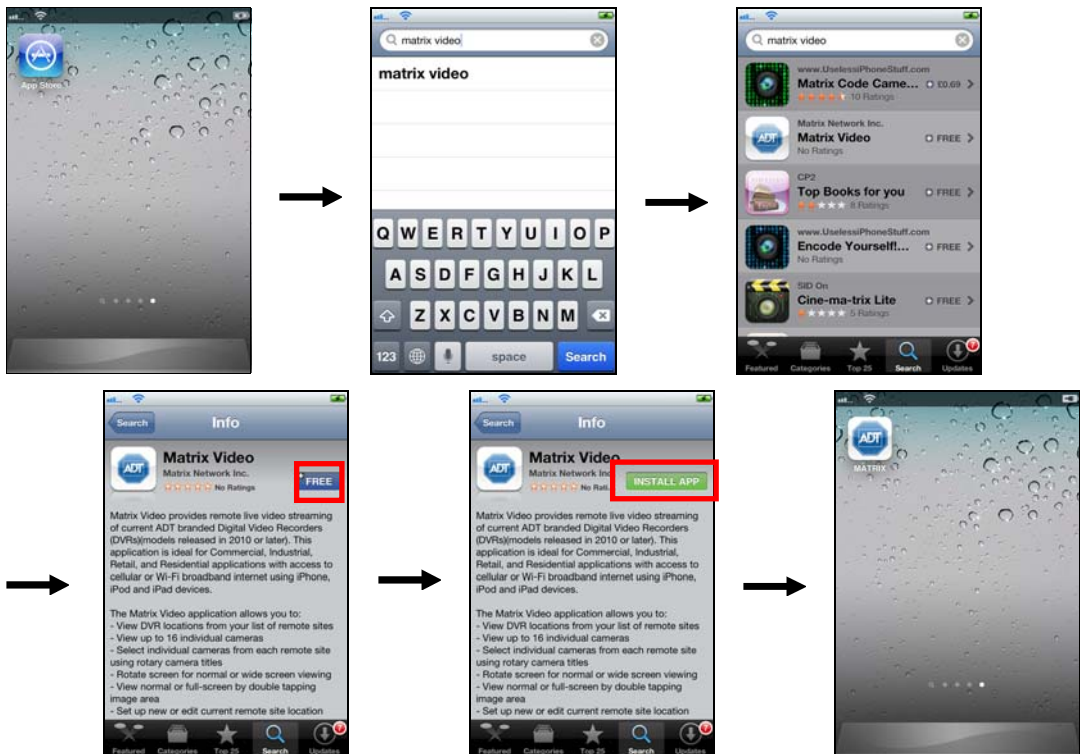 App Store
matrix video
matrix video
Q W E R T Y U I O P
A S D F G H J K L
Z X C V B N M
123 space Search
matrix video
www.UselessiPhoneStuff.com
Matrix Code Came... £0.69
10 Ratings
Matrix Network Inc.
ADT Matrix Video FREE
No Ratings
CP2
Top Books for you FREE
8 Ratings
www.UselessiPhoneStuff.com
Encode Yourself!... FREE
No Ratings
SID On
Cine-ma-trix Lite FREE
5 Ratings
Featured Categories Top 25 Search Updates
Search Info
Matrix Video
ADT Matrix Network Inc.
No Ratings FREE
Matrix Video provides remote live video streaming
of current ADT branded Digital Video Recorders
(DVRs)(models released in 2010 or later). This
application is ideal for Commercial, Industrial,
Retail, and Residential applications with access to
cellular or Wi-Fi broadband internet using iPhone,
iPod and iPad devices.
The Matrix Video application allows you to:
- View DVR locations from your list of remote sites
- View up to 16 individual cameras
- Select individual cameras from each remote site
using rotary camera titles
- Rotate screen for normal or wide screen viewing
- View normal or full-screen by double tapping
image area
- Set up new or edit current remote site location
Featured Categories Top 25 Search Updates
Search Info
Matrix Video
ADT Matrix Network Inc
No Rati. INSTALL APP
Matrix Video provides remote live video streaming
of current ADT branded Digital Video Recorders
(DVRs)(models released in 2010 or later). This
application is ideal for Commercial, Industrial,
Retail, and Residential applications with access to
cellular or Wi-Fi broadband internet using iPhone,
iPod and iPad devices.
The Matrix Video application allows you to:
- View DVR locations from your list of remote sites
- View up to 16 individual cameras
- Select individual cameras from each remote site
using rotary camera titles
- Rotate screen for normal or wide screen viewing
- View normal or full-screen by double tapping
image area
- Set up new or edit current remote site location
Featured Categories Top 25 Search Updates
ADT
MATRIX